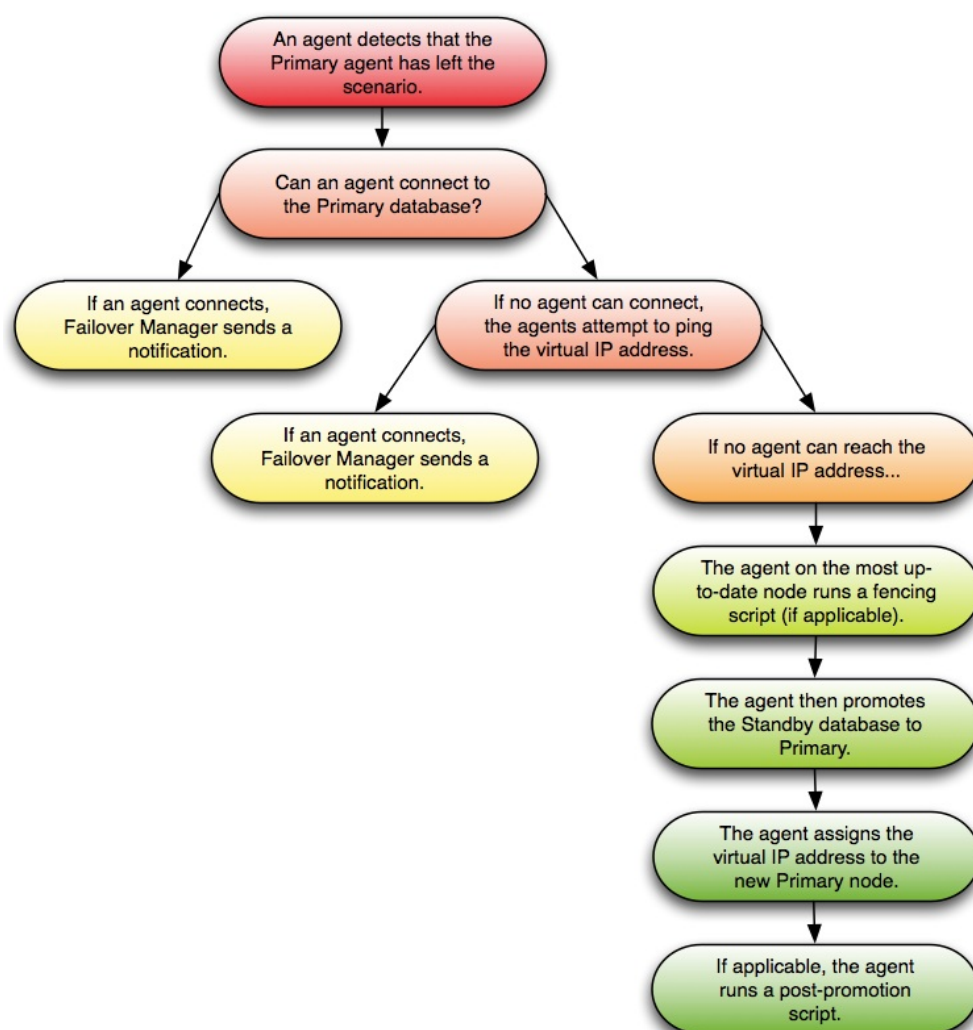 An agent detects that the
Primary agent has left the
scenario.
Can an agent connect to
the Primary database?
If an agent connects,
Failover Manager sends a
notification.
If no agent can connect,
the agents attempt to ping
the virtual IP address.
If an agent connects,
Failover Manager sends a
notification.
If no agent can reach the
virtual IP address...
The agent on the most up-
to-date node runs a fencing
script (if applicable).
The agent then promotes
the Standby database to
Primary.
The agent assigns the
virtual IP address to the
new Primary node.
If applicable, the agent
runs a post-promotion
script.